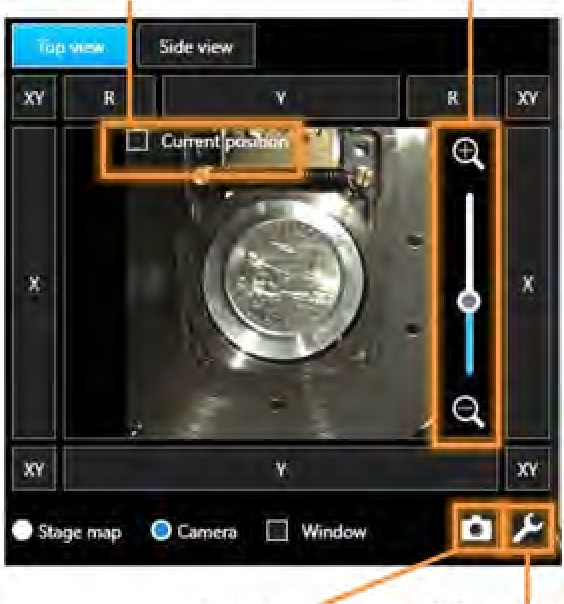 Top view Side view
XY R Y R XY
Current position
X X
XY Y XY
Stage map Camera Window